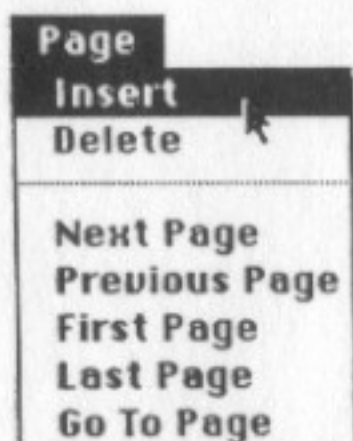 Page
Insert
Delete
Next Page
Previous Page
First Page
Last Page
Go To Page